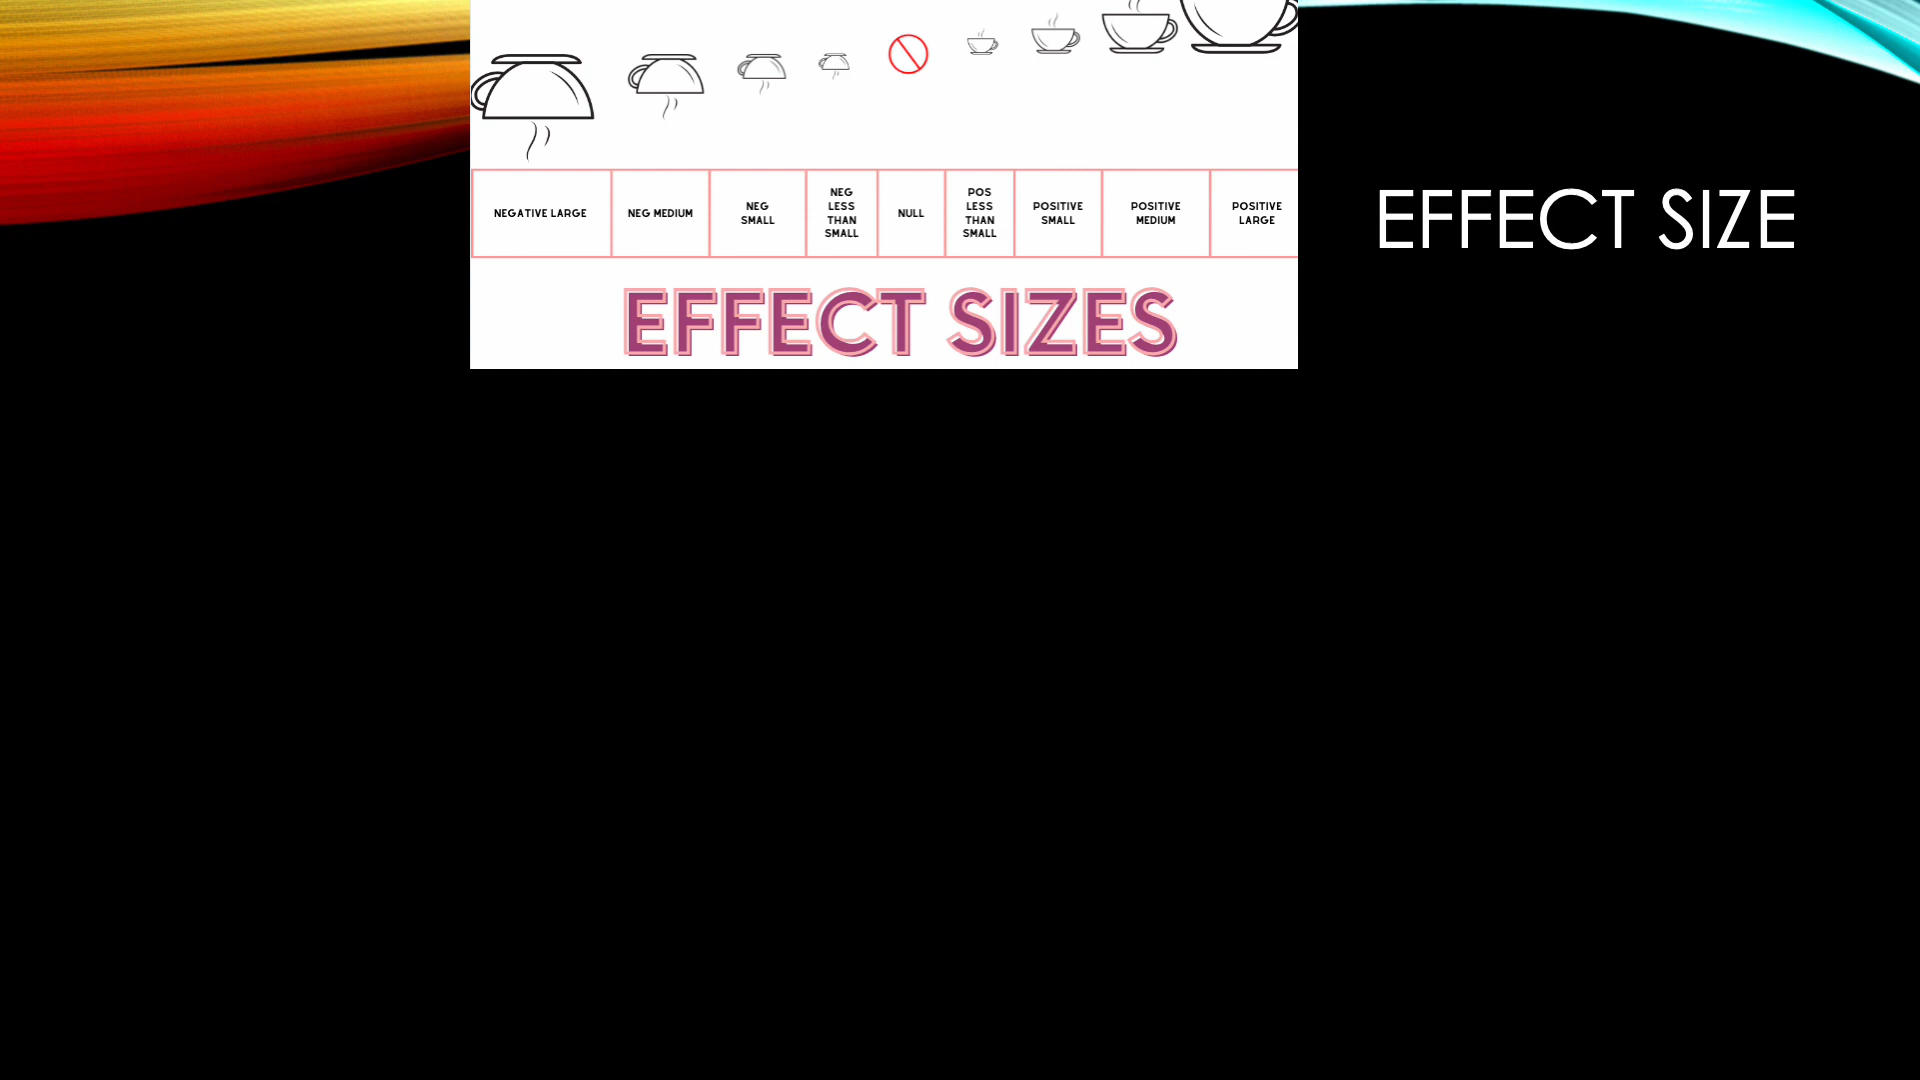 NEGATIVE LARGE
NEG MEDIUM
NEG
SMALL
NEG
LESS
THAN
SMALL
NULL
POS
LESS
THAN
SMALL
POSITIVE
SMALL
POSITIVE
MEDIUM
POSITIVE
LARGE
EFFECT SIZES
EFFECT SIZE